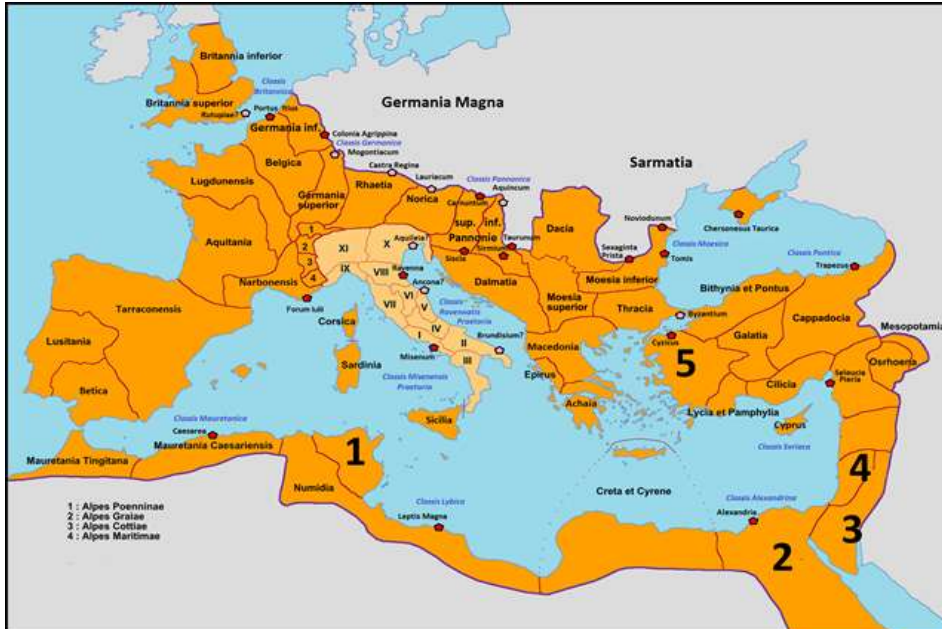 Britannia inferior
Classis
Britannica
Britannia superior
Rutupiae?
Portus Itius
Germania Magna
Germania inf.
Colonia Agrippina
Classis Germanica
Mogontiacum
Belgica
Sarmatia
Castra Regina
Lauriacum
Classis Pannonica
Aquincum
Lugdunensis
Germania
superior
Rhaetia
Norica
Carnuntum
sup.
inf.
Pannonie
Dacia
Noviodunum
Chersonesus Taurica
Aquitania
1
2
3
4
XI
X
Aquileia?
Siscia
Sirmium
Taurunum
Sexaginta
Prista
Classis Moesica
Tomis
Classis Pontica
Trapezus
Narbonensis
IX
VIII
Ravenna
Ancona?
Dalmatia
Moesia inferior
Bithynia et Pontus
Tarraconensis
Forum Iulii
Corsica
VII
VI
V
Classis
Ravennatis
Praetoria
Moesia
superior
Thracia
Byzantium
Cappadocia
Mesopotamia
Lusitania
IV
I
II
III
Brundisium?
Macedonia
Cyzicus
Galatia
Osrhoena
Misenum
Sardinia
Classis Misenensis
Praetoria
Epirus
5
Seleucia
Pieria
Cilicia
Betica
Achaia
Lycia et Pamphylia
Classis Mauretanica
Caesarea
Sicilia
Cyprus
Mauretania Tingitana
Mauretania Caesariensis
1
Classis Syriaca
4
Numidia
Classis Lybica
Leptis Magna
Creta et Cyrene
Classis Alexandrina
Alexandria
2
3
1 : Alpes Poenninae
2 : Alpes Graiae
3 : Alpes Cottiae
4 : Alpes Maritimae